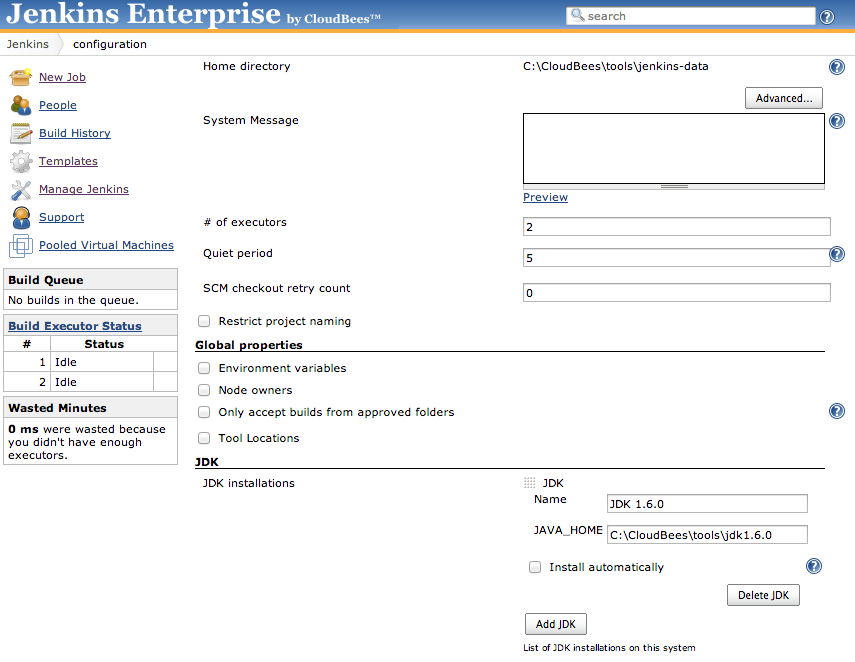 Jenkins Enterprise by CloudBees™
search
Jenkins configuration
New Job
People
Build History
Templates
Manage Jenkins
Support
Pooled Virtual Machines
Build Queue
No builds in the queue.
Build Executor Status
# Status
1 Idle
2 Idle
Wasted Minutes
0 ms were wasted because
you didn't have enough
executors.
Home directory C:\CloudBees\tools\jenkins-data
Advanced...
System Message
Preview
# of executors 2
Quiet period 5
SCM checkout retry count 0
Restrict project naming
Global properties
Environment variables
Node owners
Only accept builds from approved folders
Tool Locations
JDK
JDK installations JDK
Name JDK 1.6.0
JAVA_HOME C:\CloudBees\tools\jdk1.6.0
Install automatically
Delete JDK
Add JDK
List of JDK installations on this system